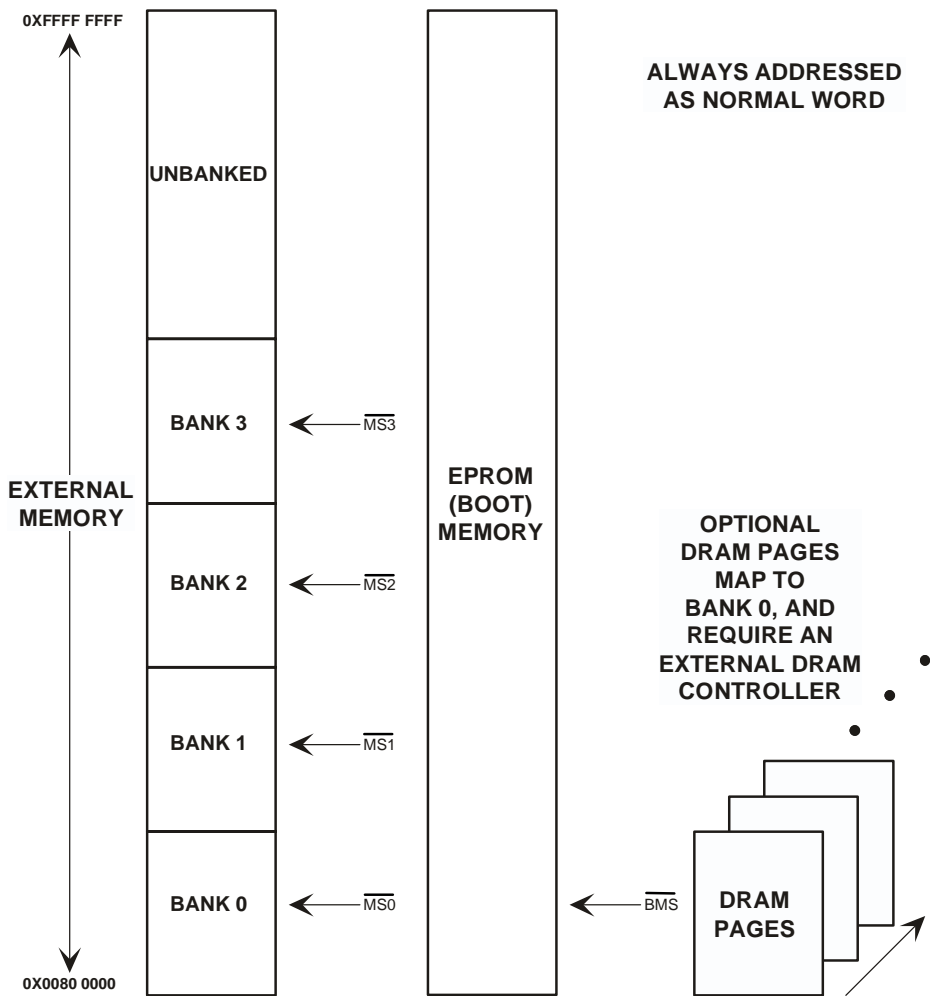 0XFFFF FFFF
ALWAYS ADDRESSED
AS NORMAL WORD
UNBANKED
BANK 3
MS3
EXTERNAL
MEMORY
EPROM
(BOOT)
MEMORY
BANK 2
MS2
OPTIONAL
DRAM PAGES
MAP TO
BANK 0, AND
REQUIRE AN
EXTERNAL DRAM
CONTROLLER
BANK 1
MS1
BANK 0
MS0
BMS
DRAM
PAGES
0X0080 0000